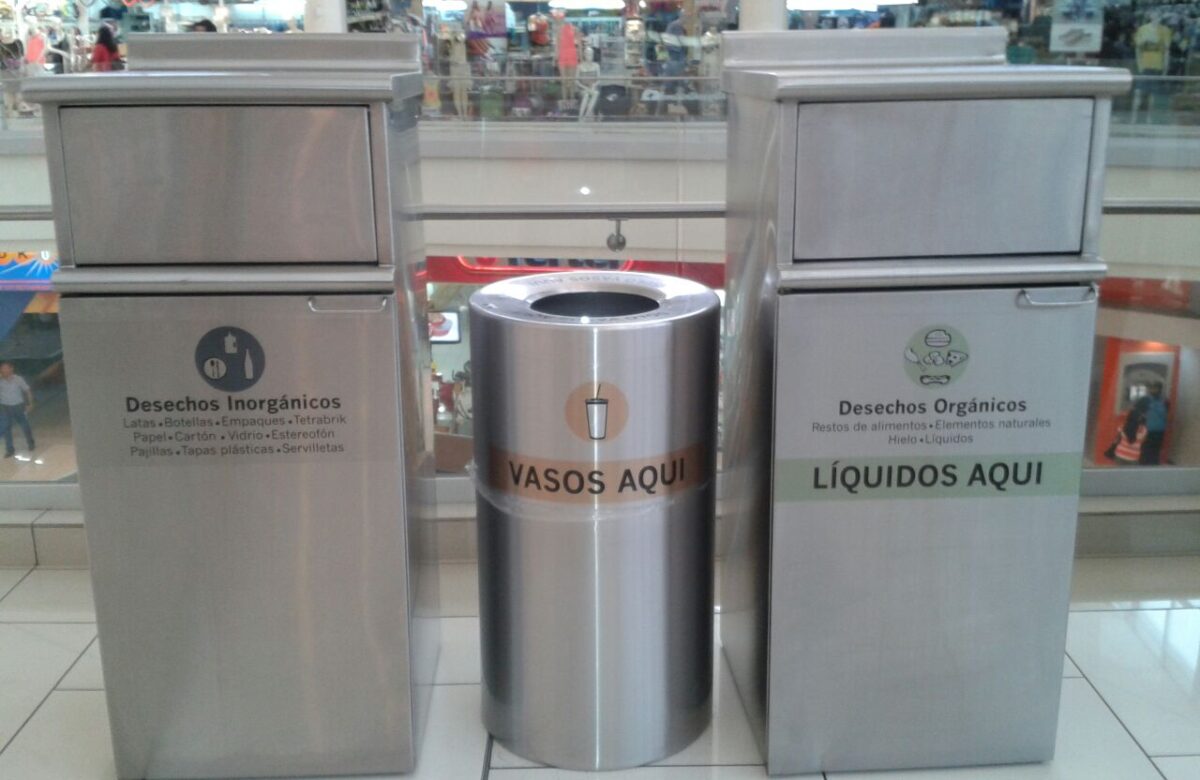 Desechos Inorgánicos
Latas • Botellas • Empaques • Tetrabrik
Papel • Cartón • Vidrio • Estereofón
Pajillas • Tapas plásticas • Servilletas
VASOS AQUI
Desechos Orgánicos
Restos de alimentos • Elementos naturales
Hielo • Líquidos
LÍQUIDOS AQUI